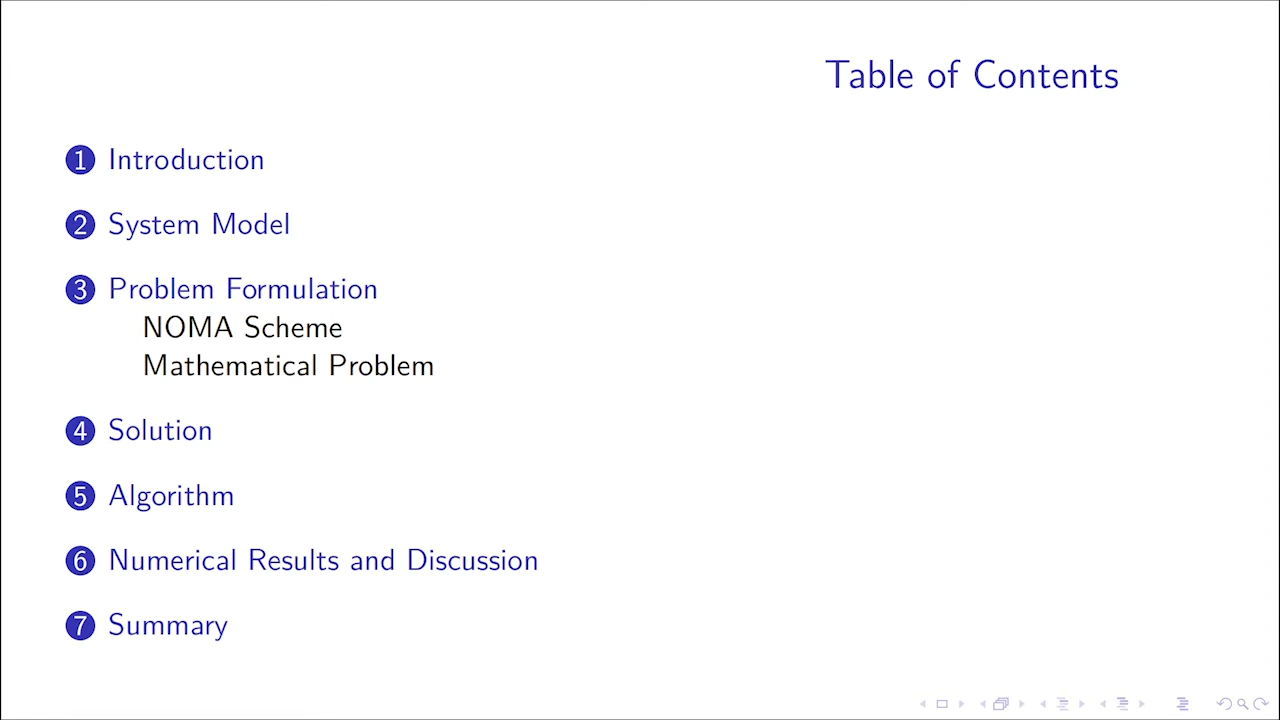 Table of Contents
1 Introduction
2 System Model
3 Problem Formulation
NOMA Scheme
Mathematical Problem
4 Solution
5 Algorithm
6 Numerical Results and Discussion
7 Summary